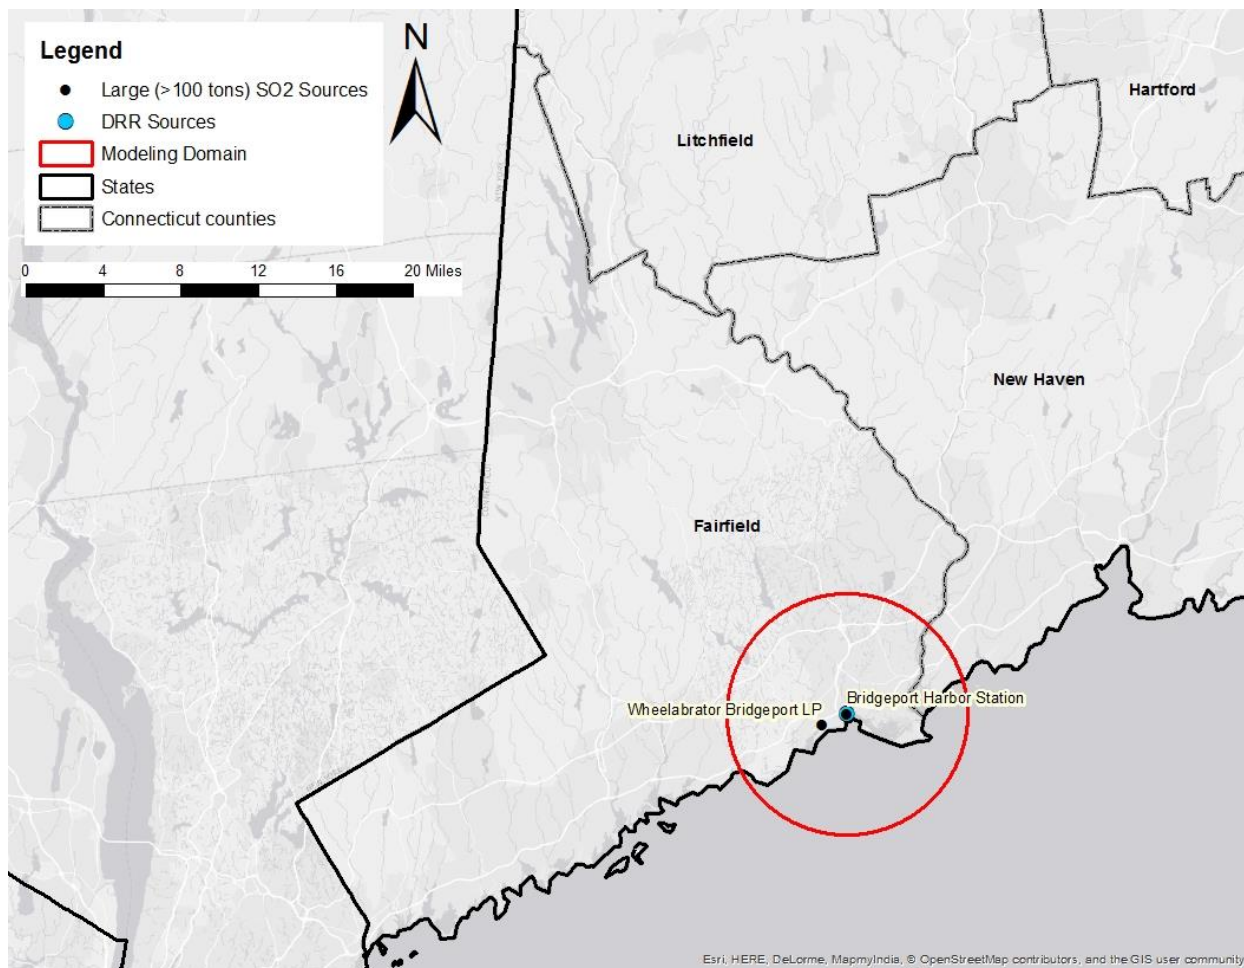 Legend
Large (>100 tons) SO2 Sources
DRR Sources
Modeling Domain
States
Connecticut counties
N
0 4 8 12 16 20 Miles
Hartford
Litchfield
New Haven
Fairfield
Bridgeport Harbor Station
Wheelabrator Bridgeport LP
Esri, HERE, DeLorme, MapmyIndia, © OpenStreetMap contributors, and the GIS user community